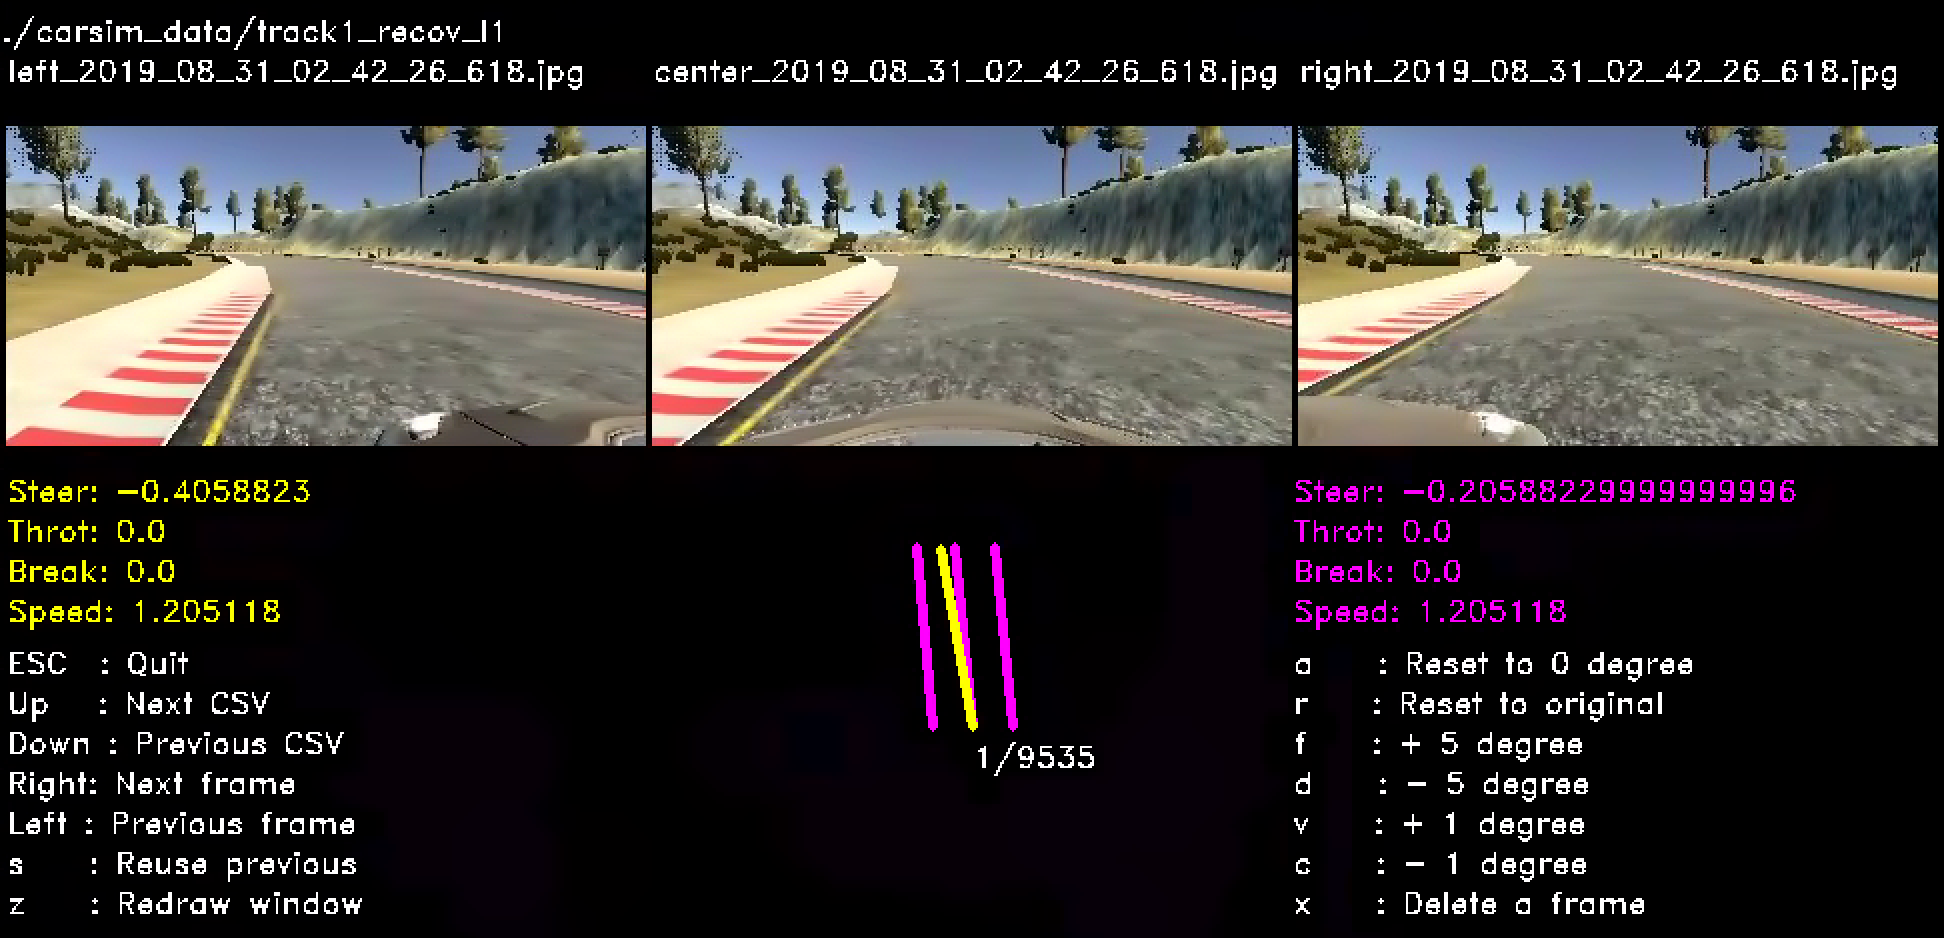 ./carsim_data/track1_recov_l1
left_2019_08_31_02_42_26_618.jpg center_2019_08_31_02_42_26_618.jpg right_2019_08_31_02_42_26_618.jpg
Steer: -0.4058823
Throt: 0.0
Break: 0.0
Speed: 1.205118
ESC : Quit
Up : Next CSV
Down : Previous CSV
Right: Next frame
Left : Previous frame
s : Reuse previous
z : Redraw window
1/9535
Steer: -0.20588229999999996
Throt: 0.0
Break: 0.0
Speed: 1.205118
a : Reset to 0 degree
r : Reset to original
f : + 5 degree
d : - 5 degree
v : + 1 degree
c : - 1 degree
x : Delete a frame